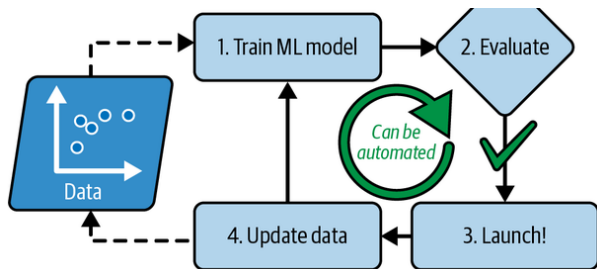 1. Train ML model
2. Evaluate
Can be
automated
Data
4. Update data
3. Launch!